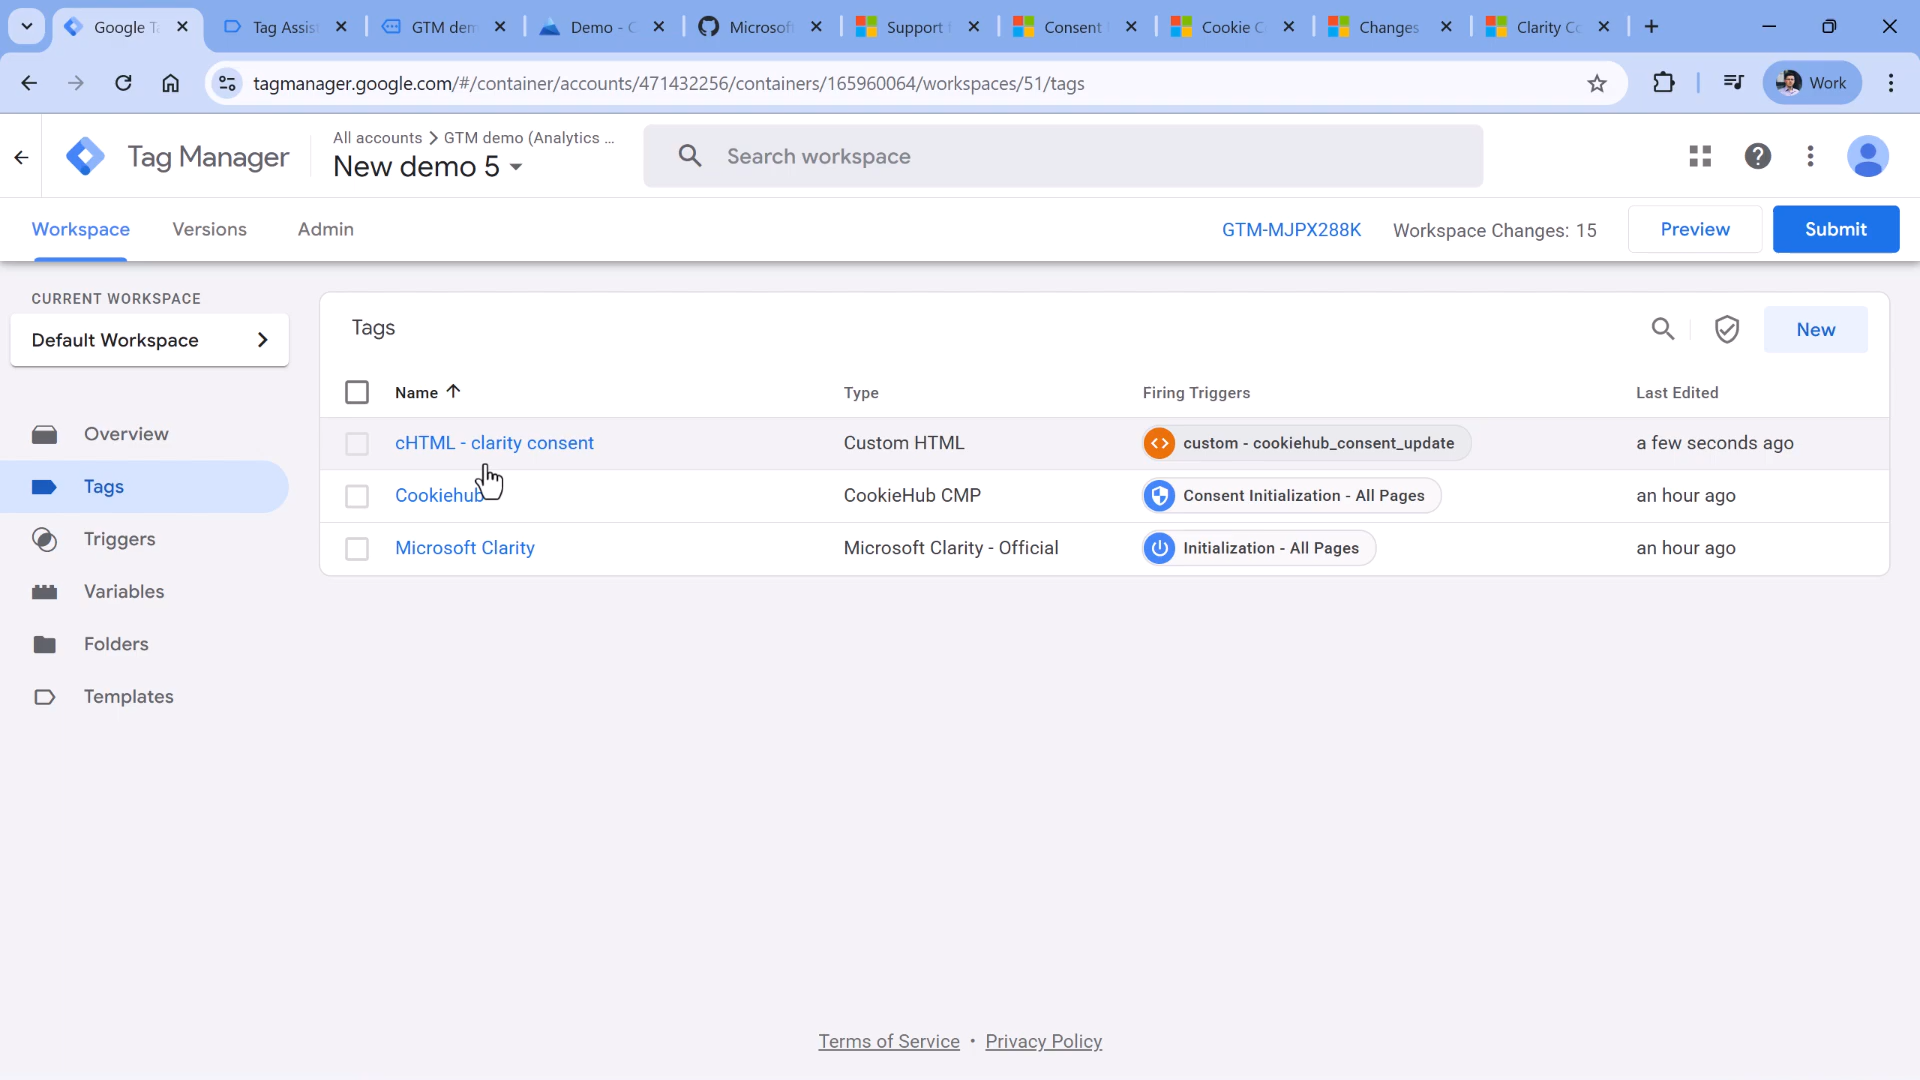 Google T
Tag Assis
GTM dem
Demo - C
Microsof
Support
Consent
Cookie C
Changes
Clarity Co
tagmanager.google.com/#/container/accounts/471432256/containers/165960064/workspaces/51/tags
Work
Tag Manager
All accounts > GTM demo (Analytics ...
New demo 5
Search workspace
Workspace
Versions
Admin
GTM-MJPX288K
Workspace Changes: 15
Preview
Submit
CURRENT WORKSPACE
Default Workspace
Overview
Tags
Triggers
Variables
Folders
Templates
Tags
New
Name Type Firing Triggers Last Edited
cHTML - clarity consent Custom HTML custom - cookiehub_consent_update a few seconds ago
Cookiehub CookieHub CMP Consent Initialization - All Pages an hour ago
Microsoft Clarity Microsoft Clarity - Official Initialization - All Pages an hour ago
Terms of Service • Privacy Policy